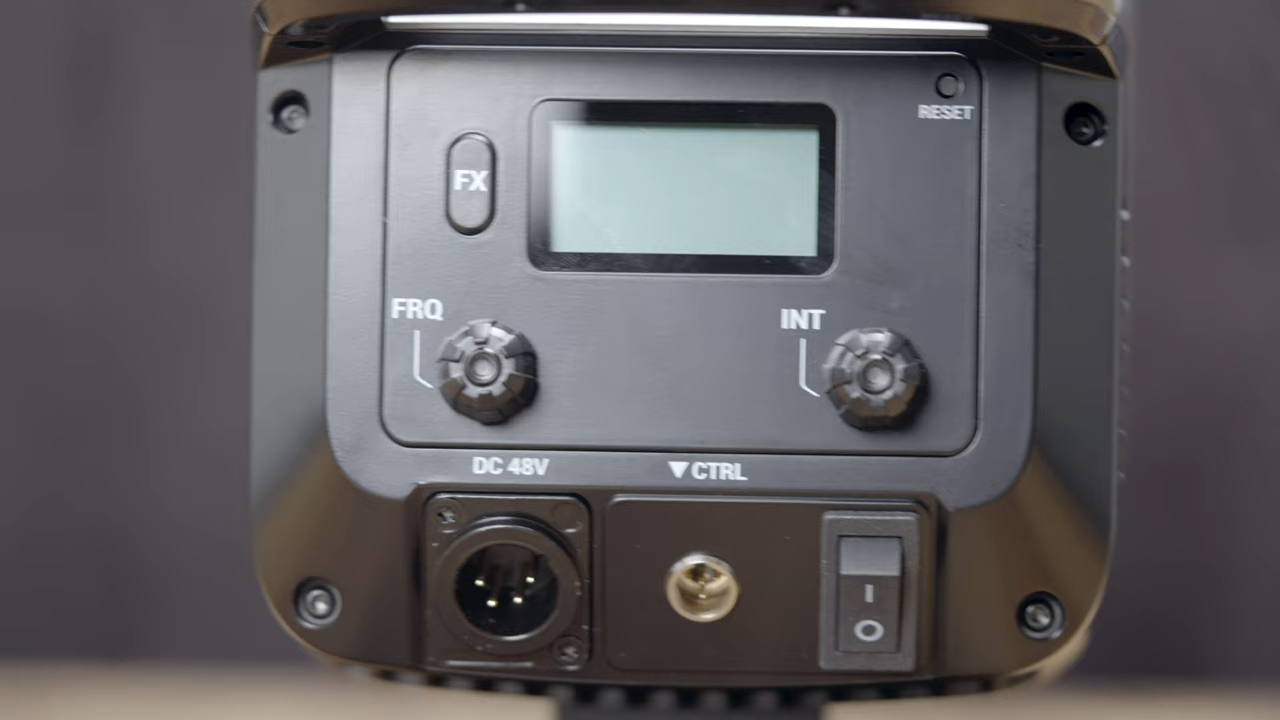 RESET
FX
FRQ
INT
DC 48V
▼CTRL
I
O